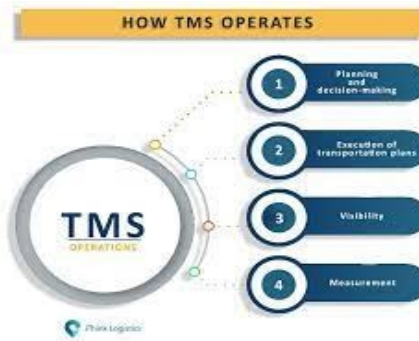 HOW TMS OPERATES
1
Planning
and
decision-making
2
Execution of
transportation plans
TMS
OPERATIONS
3
Visibility
4
Measurement
Think Logistics